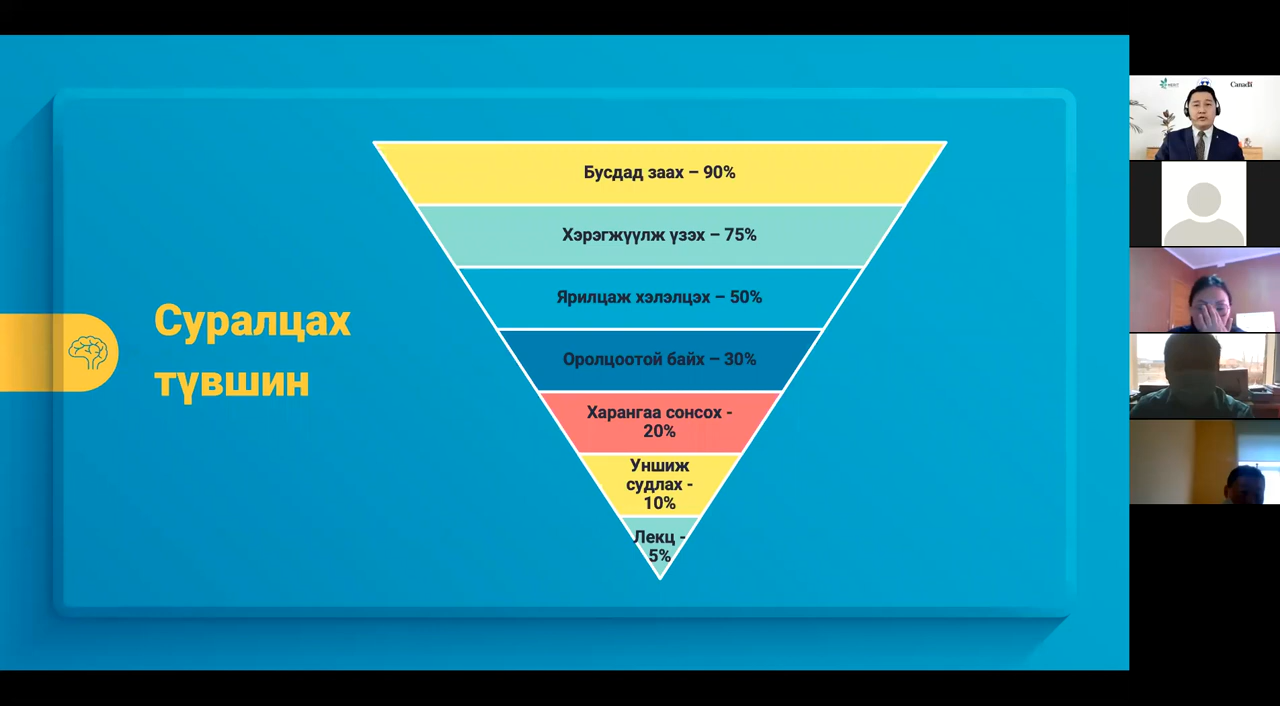 Суралцах
түвшин
Бусдад заах – 90%
Хэрэгжүүлж үзэх – 75%
Ярилцаж хэлэлцэх – 50%
Оролцоотой байх – 30%
Харангаа сонсох -
20%
Уншиж
судлах -
10%
Лекц -
5%
Canada